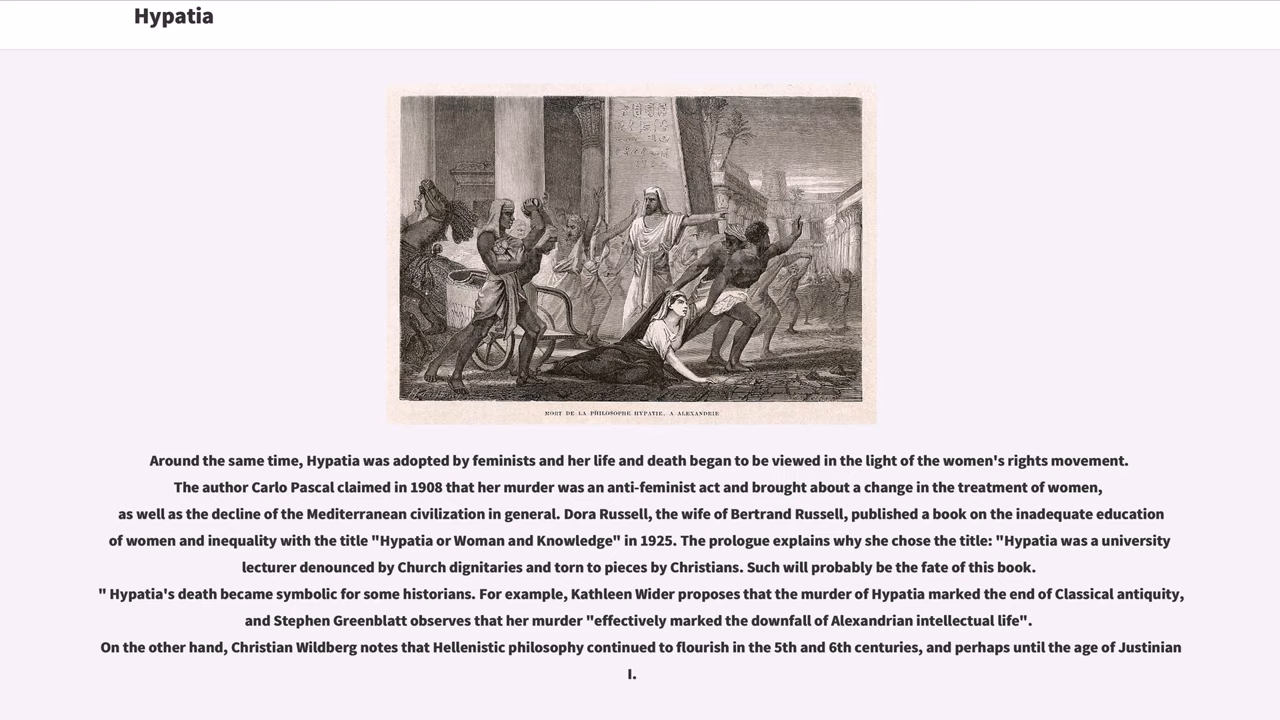 Hypatia
MORT DE LA PHILOSOPHE HYPATIE, A ALEXANDRIE
Around the same time, Hypatia was adopted by feminists and her life and death began to be viewed in the light of the women's rights movement.
The author Carlo Pascal claimed in 1908 that her murder was an anti-feminist act and brought about a change in the treatment of women,
as well as the decline of the Mediterranean civilization in general. Dora Russell, the wife of Bertrand Russell, published a book on the inadequate education
of women and inequality with the title "Hypatia or Woman and Knowledge" in 1925. The prologue explains why she chose the title: "Hypatia was a university
lecturer denounced by Church dignitaries and torn to pieces by Christians. Such will probably be the fate of this book.
" Hypatia's death became symbolic for some historians. For example, Kathleen Wider proposes that the murder of Hypatia marked the end of Classical antiquity,
and Stephen Greenblatt observes that her murder "effectively marked the downfall of Alexandrian intellectual life".
On the other hand, Christian Wildberg notes that Hellenistic philosophy continued to flourish in the 5th and 6th centuries, and perhaps until the age of Justinian
I.